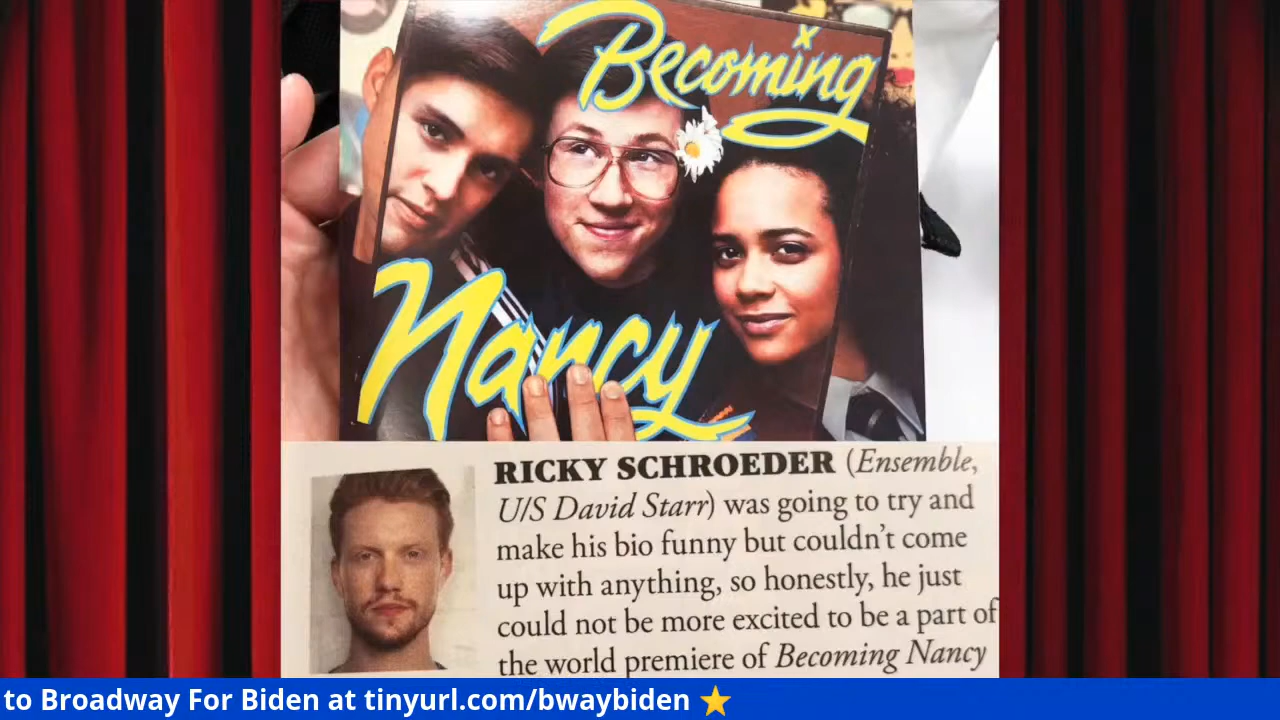 Becoming
Nancy
RICKY SCHROEDER (Ensemble,
U/S David Starr) was going to try and
make his bio funny but couldn't come
up with anything, so honestly, he just
could not be more excited to be a part of
the world premiere of Becoming Nancy
to Broadway For Biden at tinyurl.com/bwaybiden ⭐